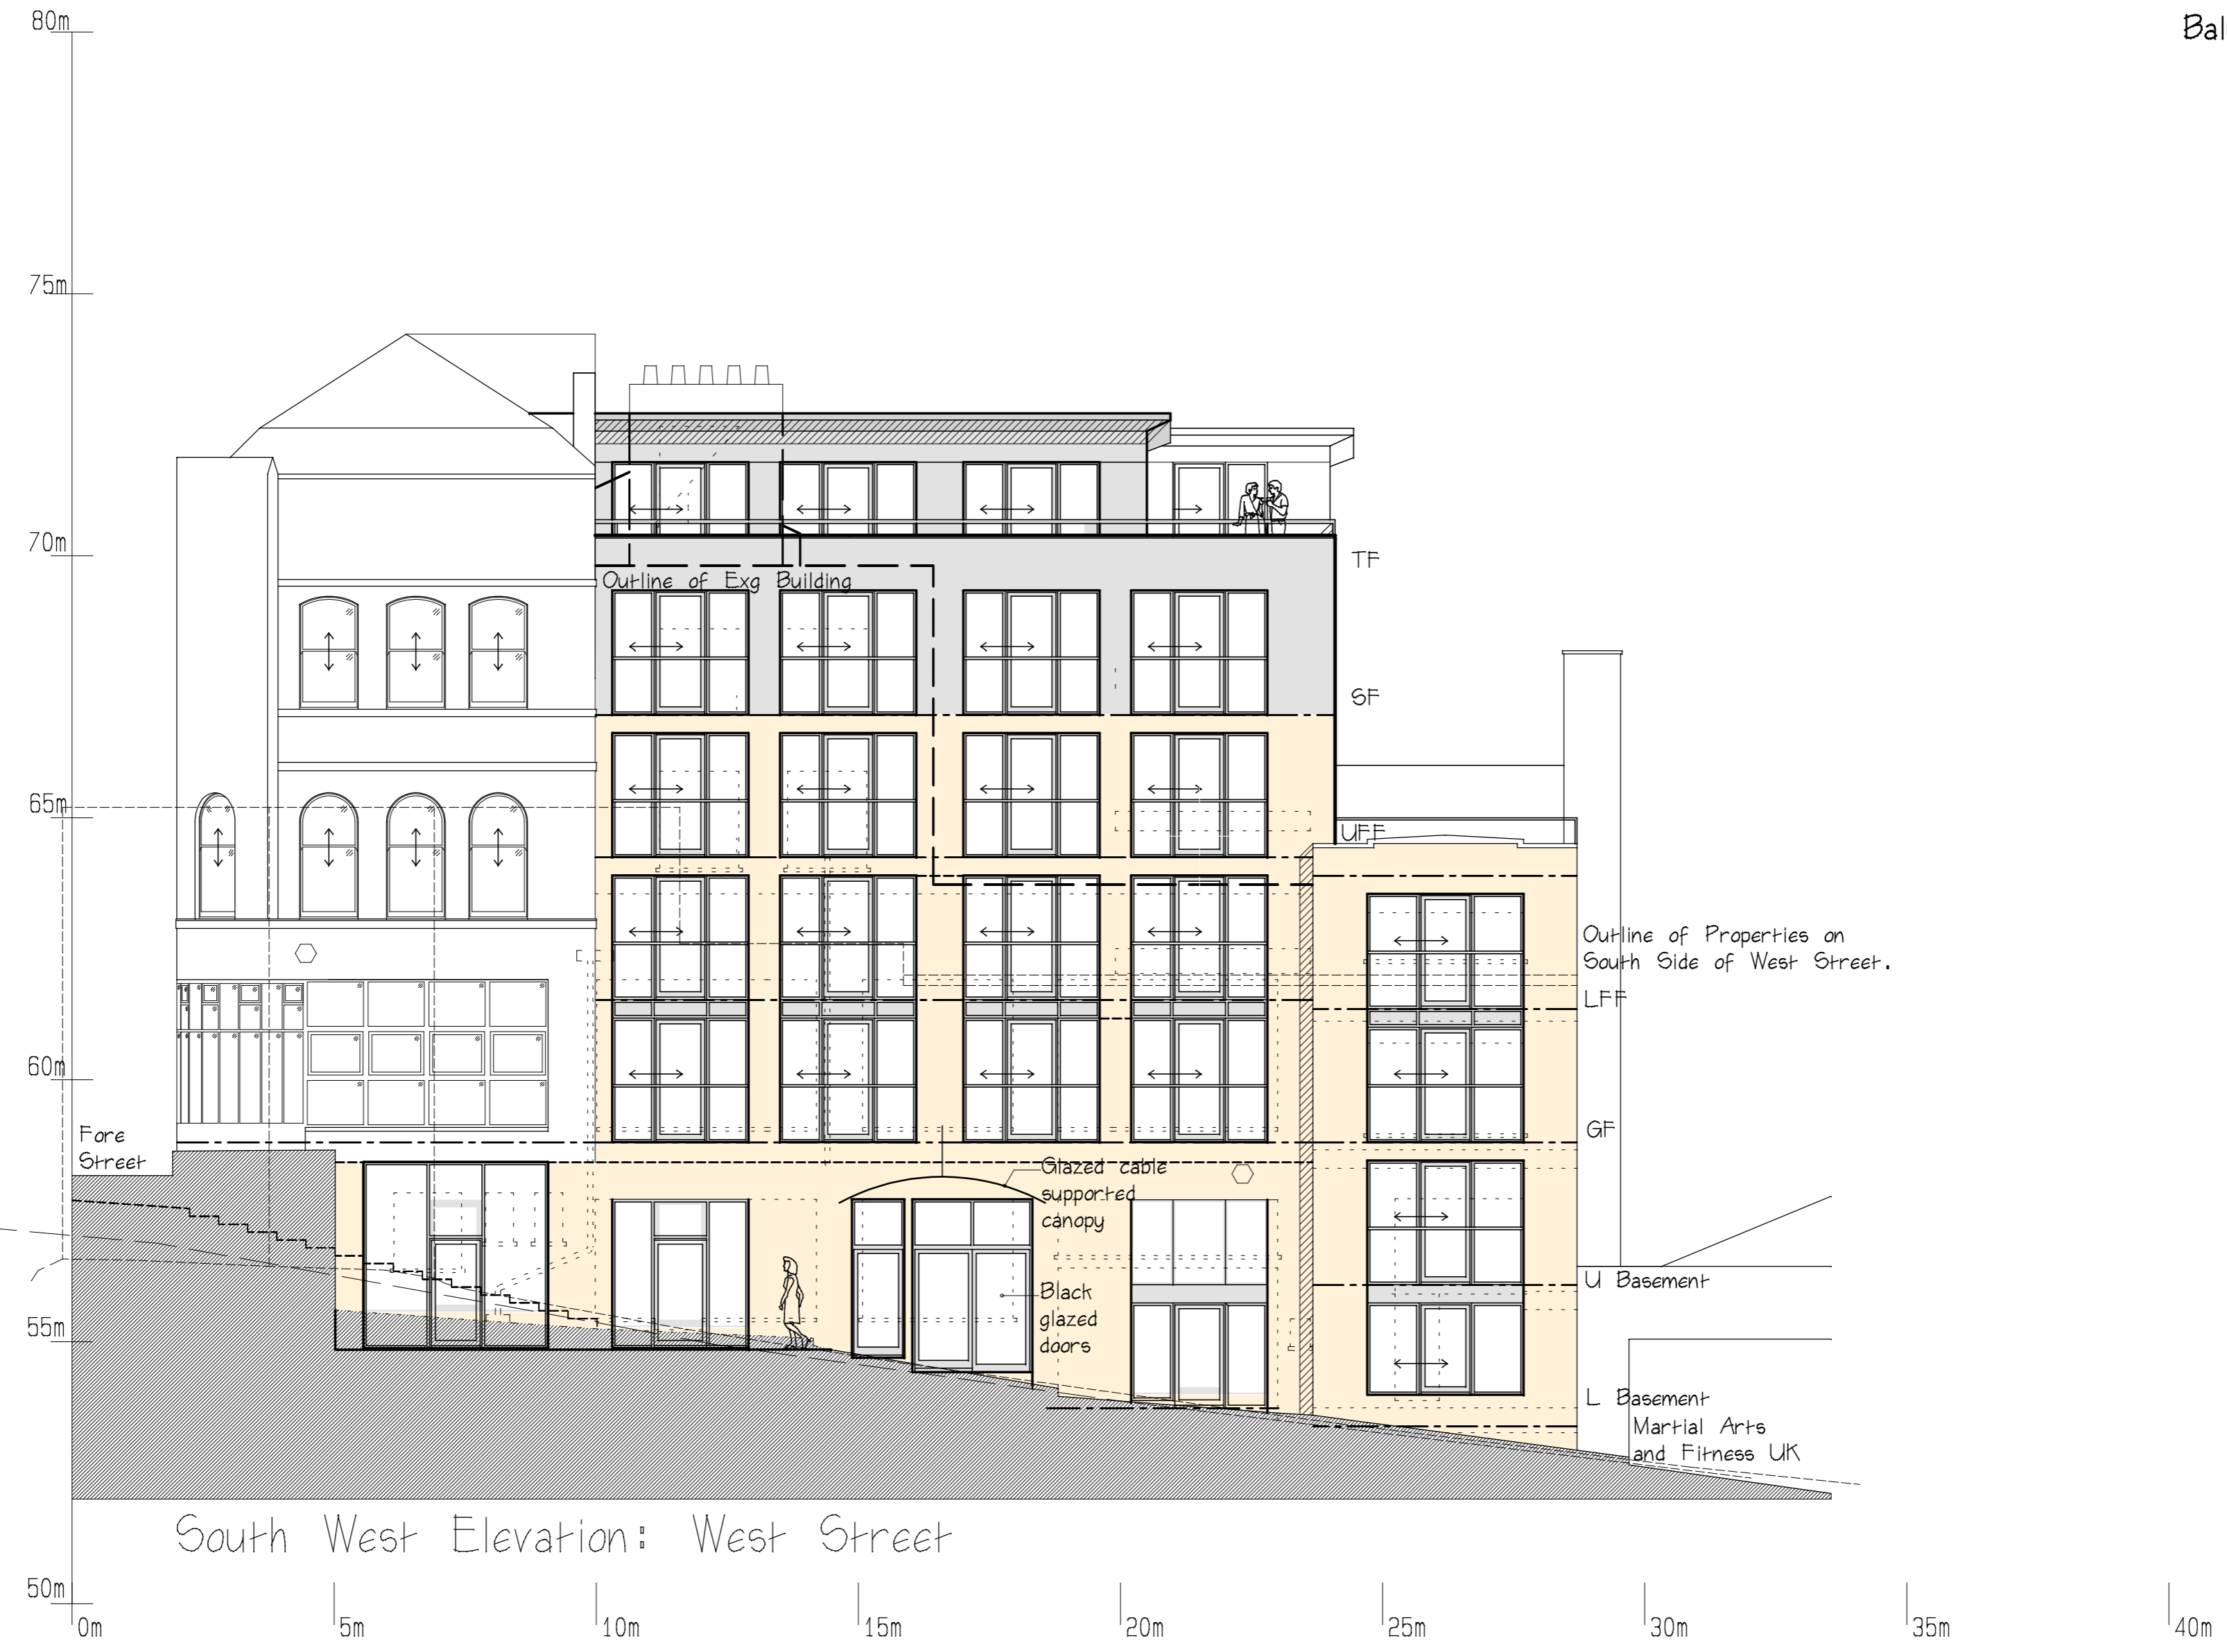 80m
Bal
75m
70m
TF
Outline of Exg Building
SF
65m
UFF
Outline of Properties on
South Side of West Street.
LFF
60m
GF
Fore
Street
Glazed cable
supported
canopy
U Basement
Black
glazed
doors
55m
L Basement
Martial Arts
and Fitness UK
South West Elevation: West Street
50m
0m 5m 10m 15m 20m 25m 30m 35m 40m